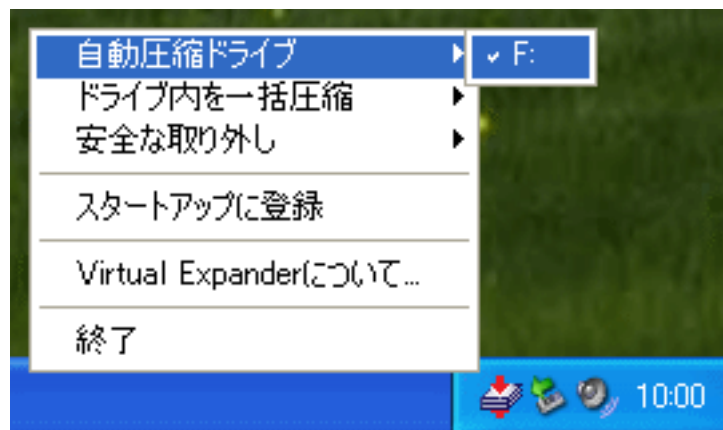 自動圧縮ドライブ
F:
ドライブ内を一括圧縮
安全な取り外し
スタートアップに登録
Virtual Expanderについて...
終了
10:00